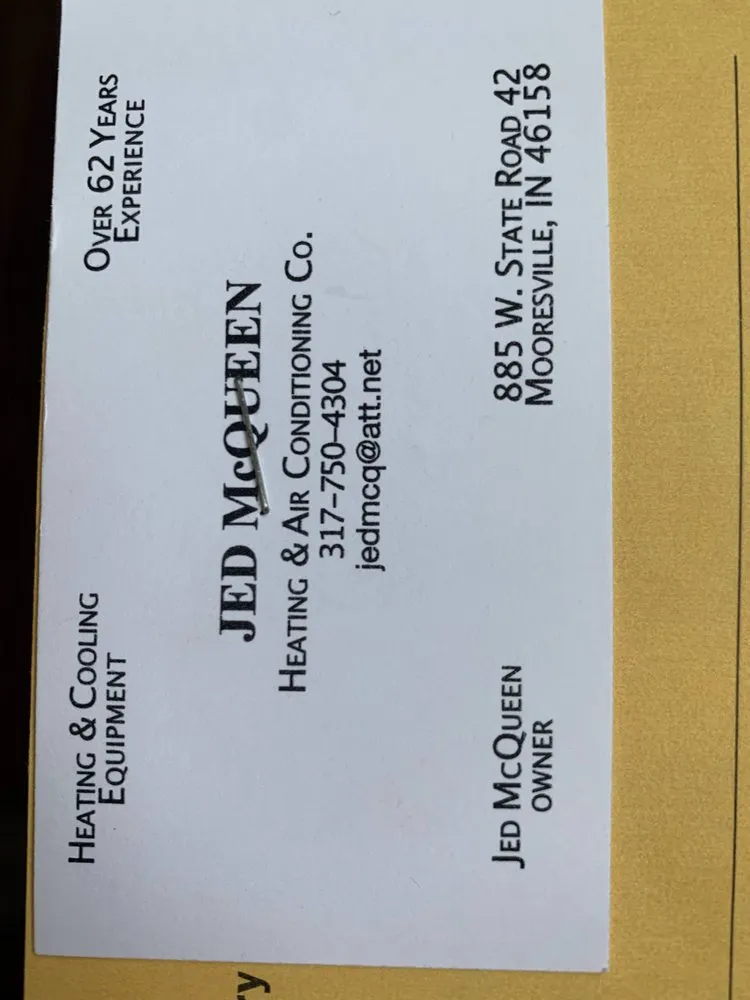 HEATING & COOLING
EQUIPMENT
OVER 62 YEARS
EXPERIENCE
JED McQUEEN
HEATING & AIR CONDITIONING CO.
317-750-4304
jedmcq@att.net
JED MCQUEEN
OWNER
885 W. STATE ROAD 42
MOORESVILLE, IN 46158